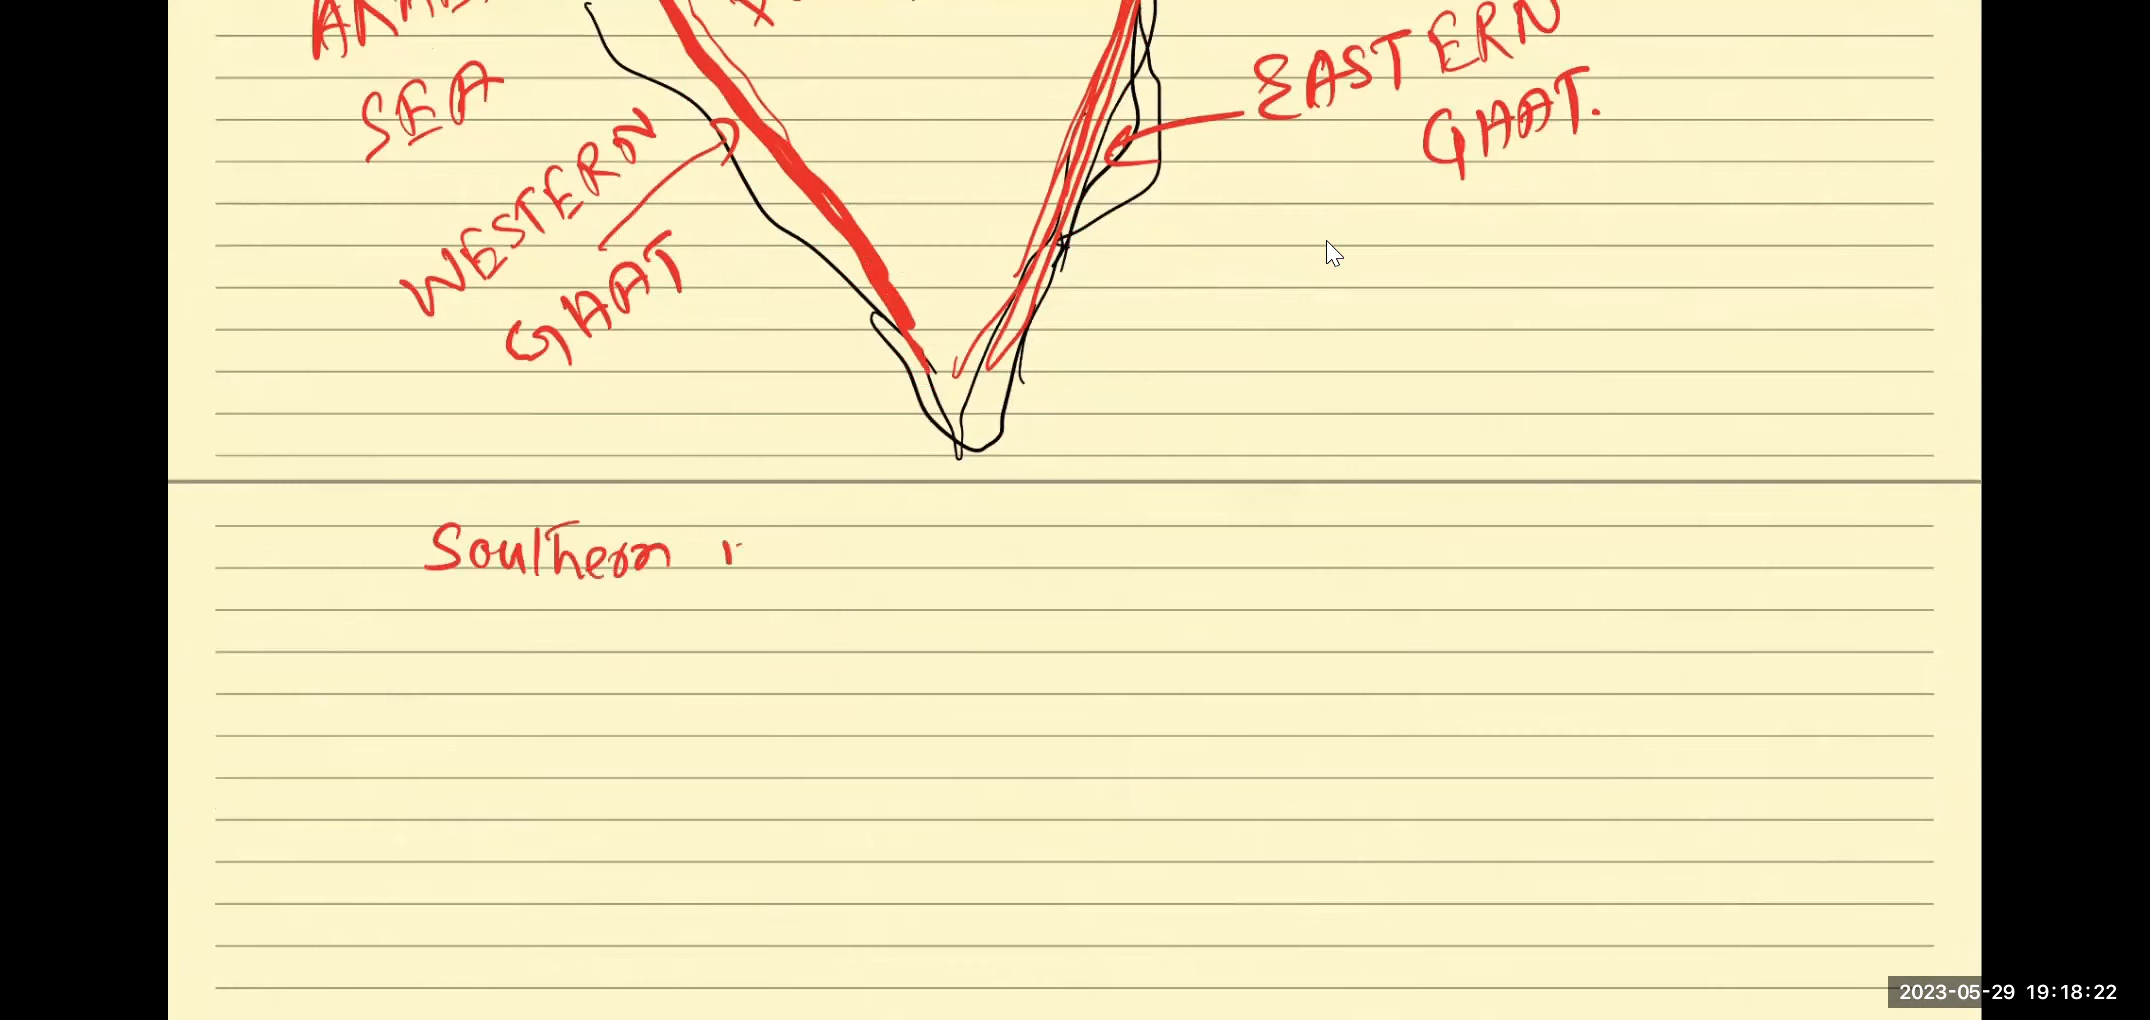 SEA
WESTERN
GHAT
EASTERN
GHAT.
Southern
2023-05-29 19:18:22